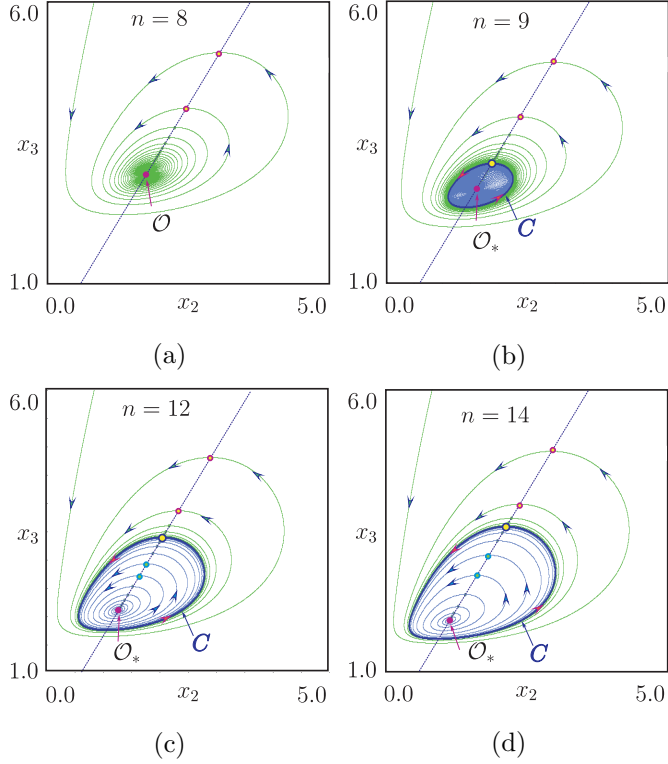 6.0
n = 8
x₃
𝒪
1.0
0.0
x₂
5.0
(a)
6.0
n = 9
x₃
C
𝒪*
1.0
0.0
x₂
5.0
(b)
6.0
n = 12
x₃
𝒪*
C
1.0
0.0
x₂
5.0
(c)
6.0
n = 14
x₃
𝒪*
C
1.0
0.0
x₂
5.0
(d)